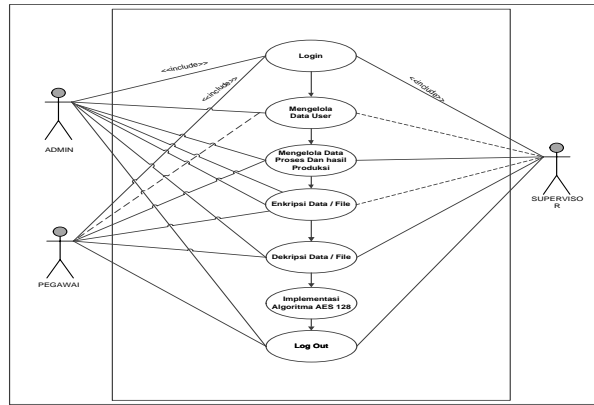 Login
<<include>>
<<include>>
<<include>>
Mengelola
Data User
ADMIN
Mengelola Data
Proses Dan hasil
Produksi
SUPERVISO
R
Enkripsi Data / File
PEGAWAI
Dekripsi Data / File
Implementasi
Algoritma AES 128
Log Out